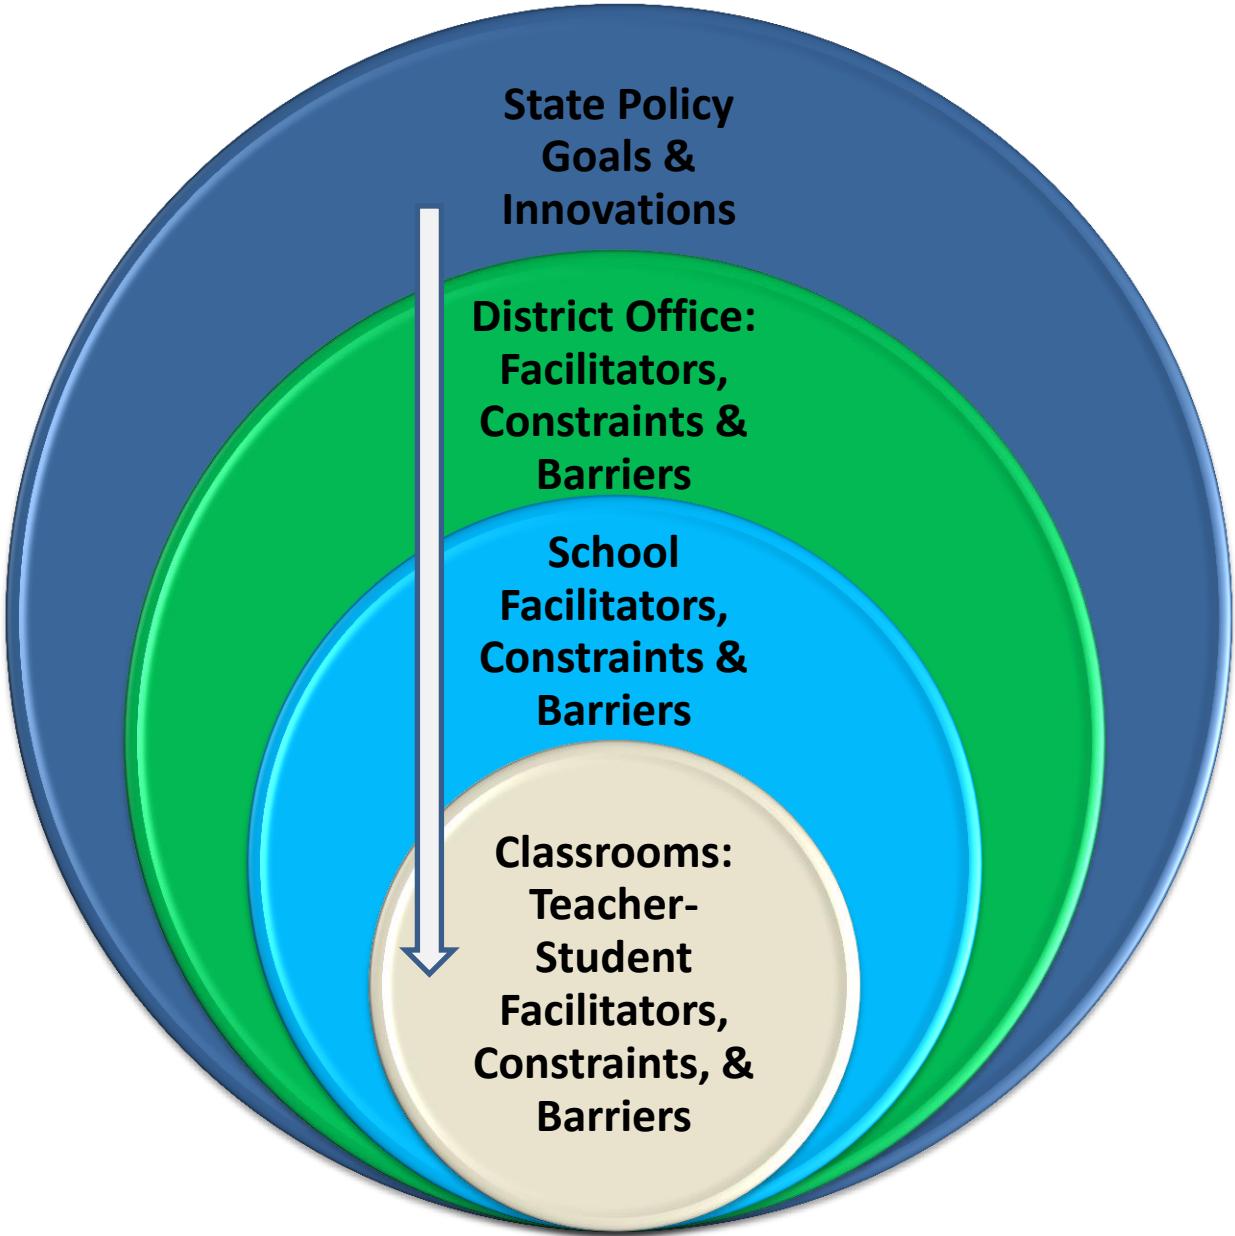 State Policy
Goals &
Innovations
District Office:
Facilitators,
Constraints &
Barriers
School
Facilitators,
Constraints &
Barriers
Classrooms:
Teacher-
Student
Facilitators,
Constraints, &
Barriers